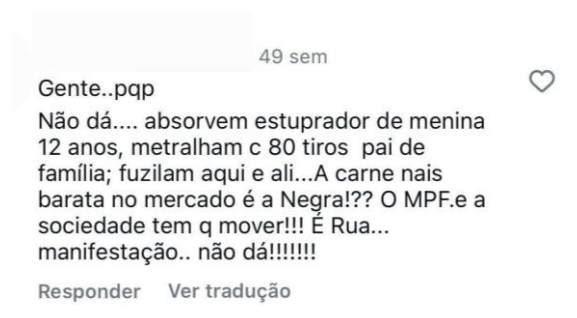 49 sem
Gente..pqp
Não dá.... absorvem estuprador de menina
12 anos, metralham c 80 tiros pai de
família; fuzilam aqui e ali...A carne nais
barata no mercado é a Negra!?? O MPF.e a
sociedade tem q mover!!! É Rua...
manifestação.. não dá!!!!!!!
Responder Ver tradução